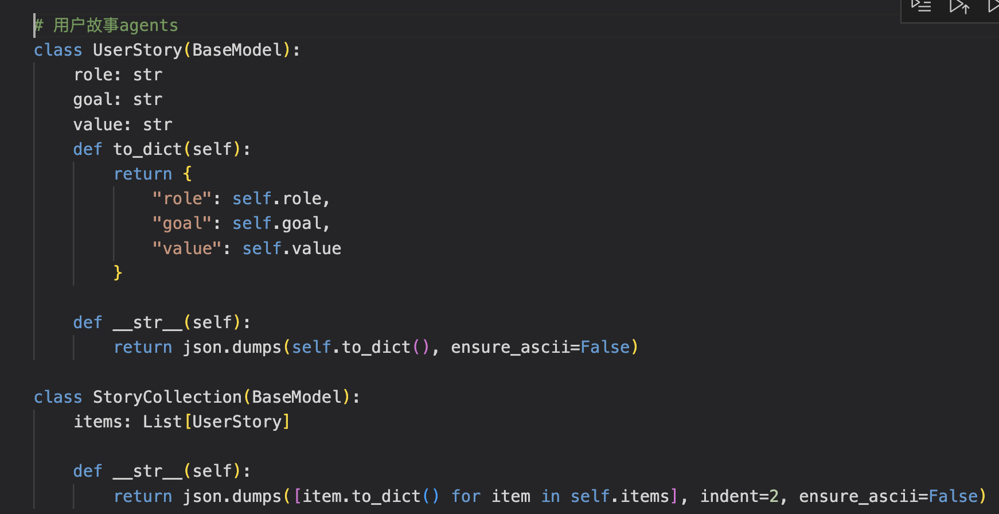 # 用户故事agents
class UserStory(BaseModel):
    role: str
    goal: str
    value: str
    def to_dict(self):
        return {
            "role": self.role,
            "goal": self.goal,
            "value": self.value
        }

    def __str__(self):
        return json.dumps(self.to_dict(), ensure_ascii=False)

class StoryCollection(BaseModel):
    items: List[UserStory]

    def __str__(self):
        return json.dumps([item.to_dict() for item in self.items], indent=2, ensure_ascii=False)